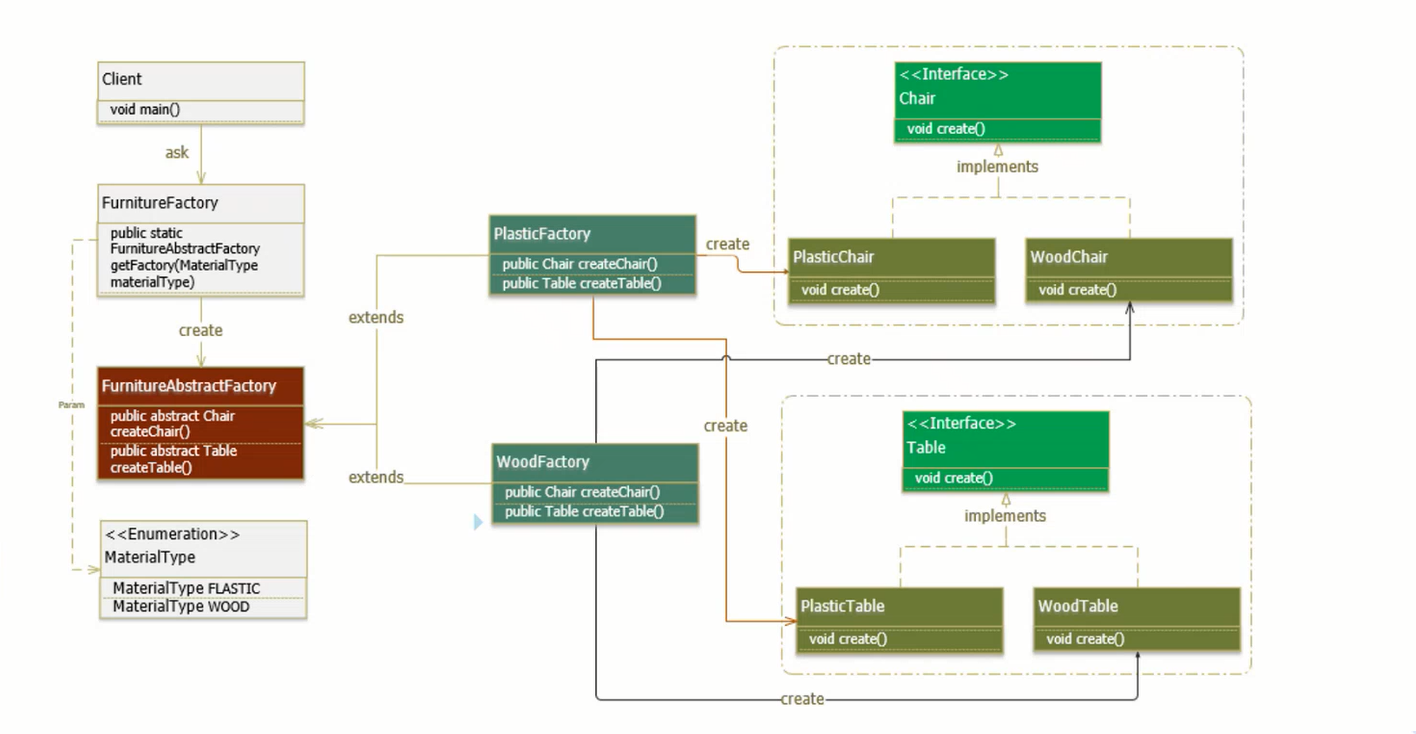 Client
void main()
ask
FurnitureFactory
public static
FurnitureAbstractFactory
getFactory(MaterialType
materialType)
create
Param
FurnitureAbstractFactory
public abstract Chair
createChair()
public abstract Table
createTable()
<<Enumeration>>
MaterialType
MaterialType FLASTIC
MaterialType WOOD
extends
extends
PlasticFactory
public Chair createChair()
public Table createTable()
WoodFactory
public Chair createChair()
public Table createTable()
create
create
create
create
<<Interface>>
Chair
void create()
implements
PlasticChair
void create()
WoodChair
void create()
<<Interface>>
Table
void create()
implements
PlasticTable
void create()
WoodTable
void create()